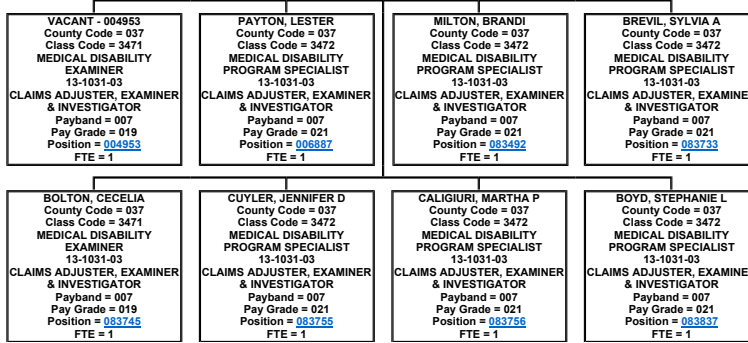 VACANT - 004953
County Code = 037
Class Code = 3471
MEDICAL DISABILITY
EXAMINER
13-1031-03
CLAIMS ADJUSTER, EXAMINER
& INVESTIGATOR
Payband = 007
Pay Grade = 019
Position = 004953
FTE = 1
PAYTON, LESTER
County Code = 037
Class Code = 3472
MEDICAL DISABILITY
PROGRAM SPECIALIST
13-1031-03
CLAIMS ADJUSTER, EXAMINER
& INVESTIGATOR
Payband = 007
Pay Grade = 021
Position = 006887
FTE = 1
MILTON, BRANDI
County Code = 037
Class Code = 3472
MEDICAL DISABILITY
PROGRAM SPECIALIST
13-1031-03
CLAIMS ADJUSTER, EXAMINER
& INVESTIGATOR
Payband = 007
Pay Grade = 021
Position = 083492
FTE = 1
BREVIL, SYLVIA A
County Code = 037
Class Code = 3472
MEDICAL DISABILITY
PROGRAM SPECIALIST
13-1031-03
CLAIMS ADJUSTER, EXAMINE
& INVESTIGATOR
Payband = 007
Pay Grade = 021
Position = 083733
FTE = 1
BOLTON, CECELIA
County Code = 037
Class Code = 3471
MEDICAL DISABILITY
EXAMINER
13-1031-03
CLAIMS ADJUSTER, EXAMINER
& INVESTIGATOR
Payband = 007
Pay Grade = 019
Position = 083745
FTE = 1
CUYLER, JENNIFER D
County Code = 037
Class Code = 3472
MEDICAL DISABILITY
PROGRAM SPECIALIST
13-1031-03
CLAIMS ADJUSTER, EXAMINER
& INVESTIGATOR
Payband = 007
Pay Grade = 021
Position = 083755
FTE = 1
CALIGIURI, MARTHA P
County Code = 037
Class Code = 3472
MEDICAL DISABILITY
PROGRAM SPECIALIST
13-1031-03
CLAIMS ADJUSTER, EXAMINER
& INVESTIGATOR
Payband = 007
Pay Grade = 021
Position = 083756
FTE = 1
BOYD, STEPHANIE L
County Code = 037
Class Code = 3472
MEDICAL DISABILITY
PROGRAM SPECIALIST
13-1031-03
CLAIMS ADJUSTER, EXAMINE
& INVESTIGATOR
Payband = 007
Pay Grade = 021
Position = 083837
FTE = 1